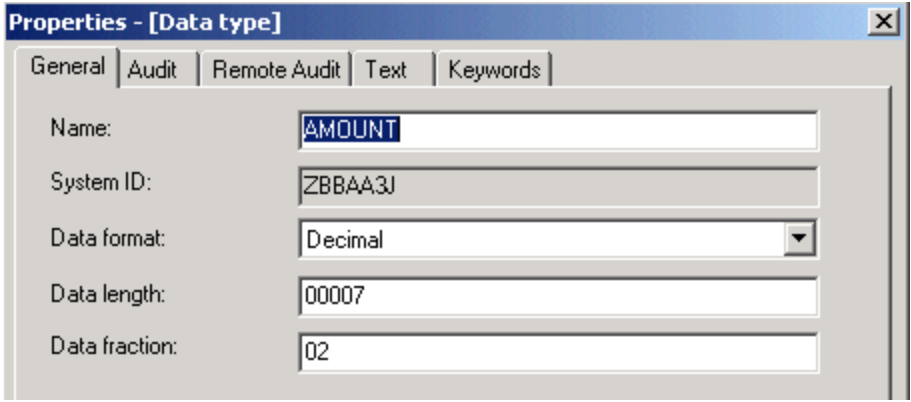 Properties - [Data type]
General Audit Remote Audit Text Keywords
Name: AMOUNT
System ID: ZBBAA3J
Data format: Decimal
Data length: 00007
Data fraction: 02